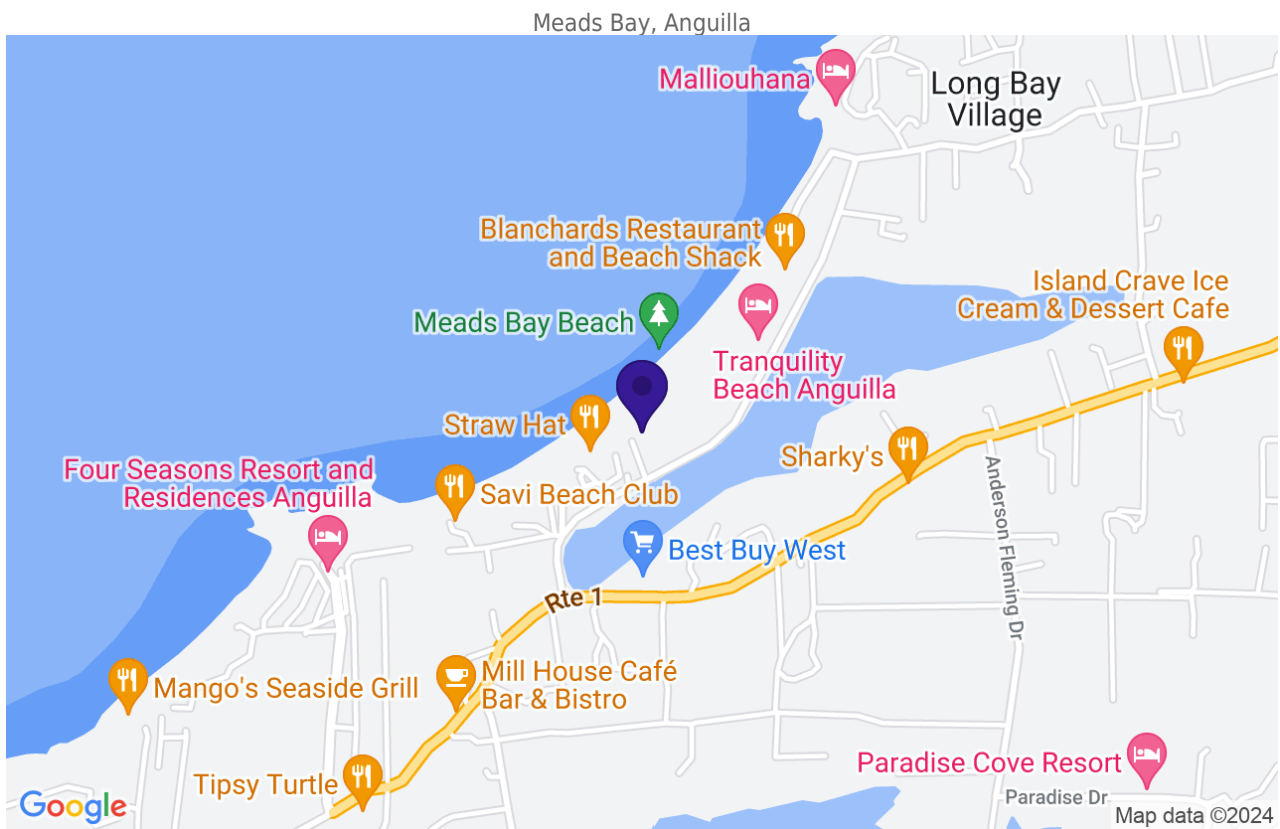 Meads Bay, Anguilla
Malliouhana
Long Bay
Village
Blanchards Restaurant
and Beach Shack
Island Crave Ice
Cream & Dessert Cafe
Meads Bay Beach
Tranquility
Beach Anguilla
Straw Hat
Sharky's
Four Seasons Resort and
Residences Anguilla
Savi Beach Club
Anderson Fleming Dr
Best Buy West
Rte 1
Mill House Café
Bar & Bistro
Mango's Seaside Grill
Paradise Cove Resort
Tipsy Turtle
Paradise Dr
Google
Map data ©2024